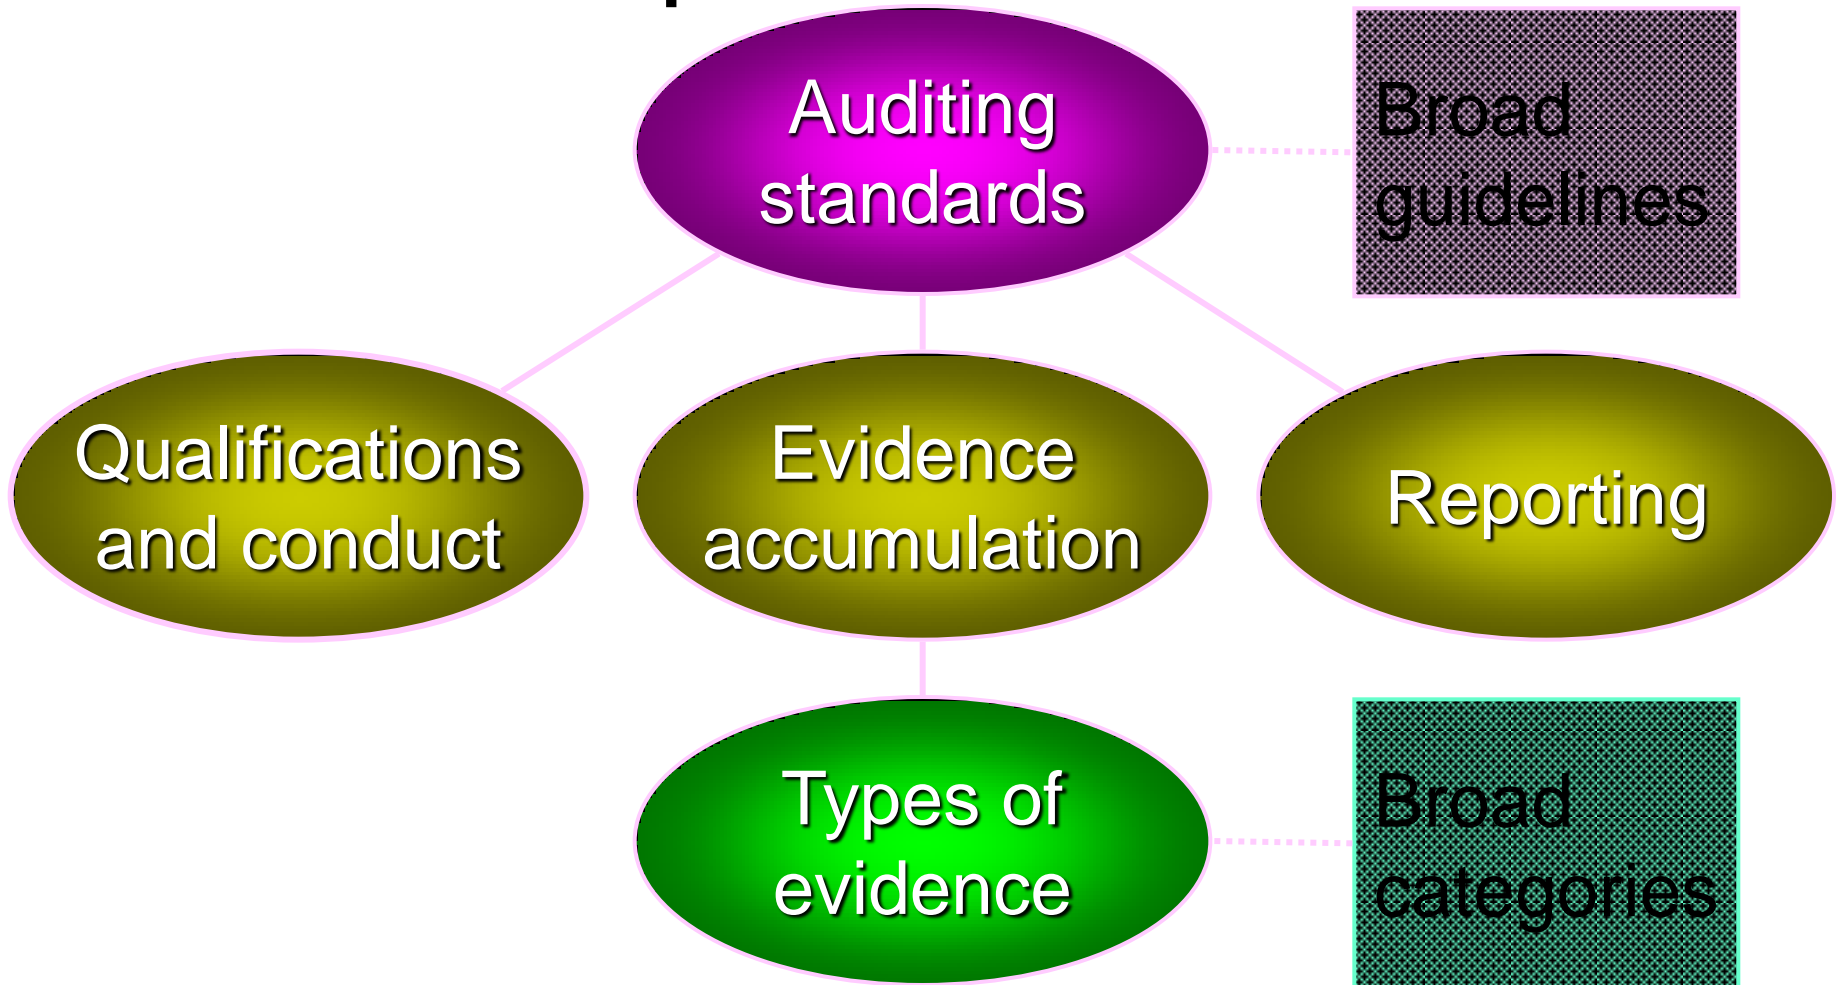 Auditing
standards
Broad
guidelines
Qualifications
and conduct
Evidence
accumulation
Reporting
Types of
evidence
Broad
categories